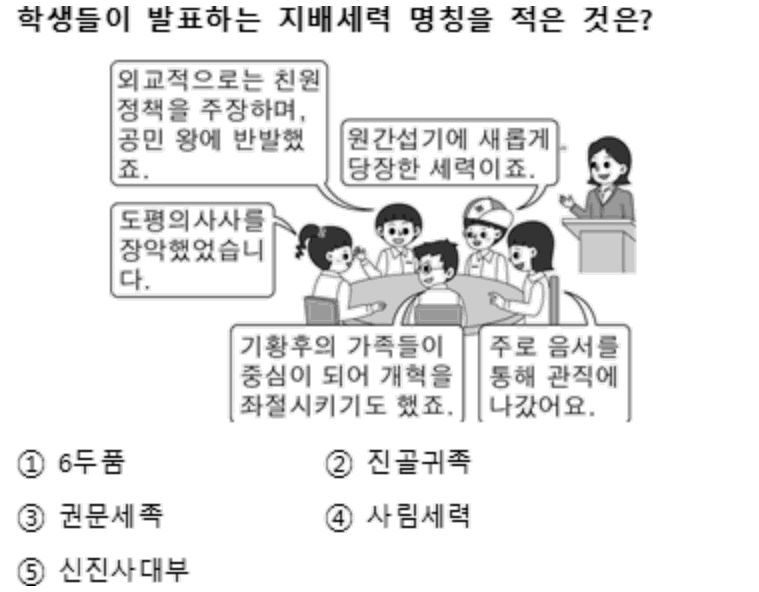 학생들이 발표하는 지배세력 명칭을 적은 것은?
외교적으로는 친원
정책을 주장하며,
공민 왕에 반발했
죠.
원간섭기에 새롭게
당장한 세력이죠.
도평의사사를
장악했었습니
다.
기황후의 가족들이
중심이 되어 개혁을
좌절시키기도 했죠.
주로 음서를
통해 관직에
나갔어요.
① 6두품
② 진골귀족
③ 권문세족
④ 사림세력
⑤ 신진사대부